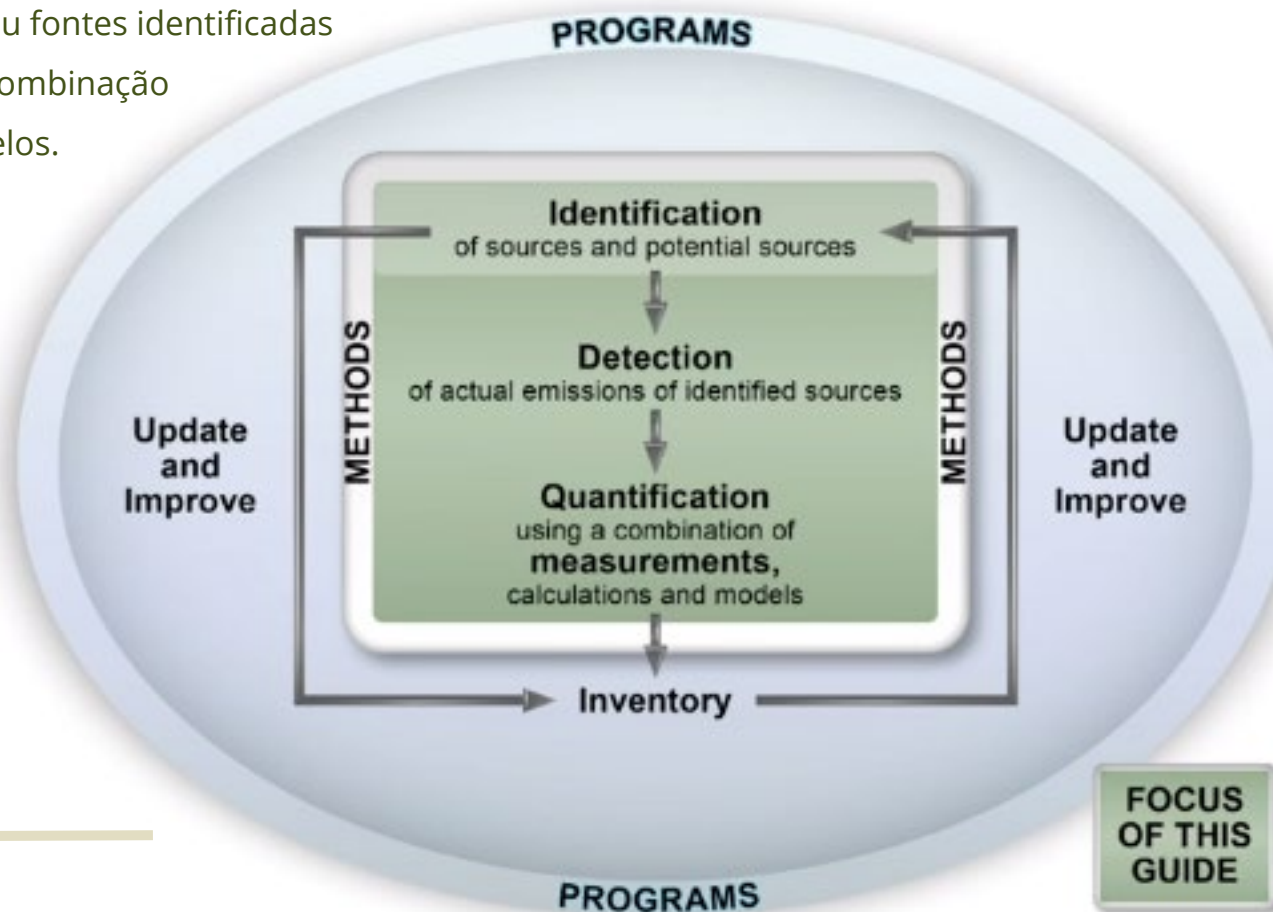 u fontes identificadas
ombinação
elos.
PROGRAMS
Identification
of sources and potential sources
METHODS
METHODS
Detection
of actual emissions of identified sources
Update
and
Improve
Update
and
Improve
Quantification
using a combination of
measurements,
calculations and models
Inventory
FOCUS
OF THIS
GUIDE
PROGRAMS